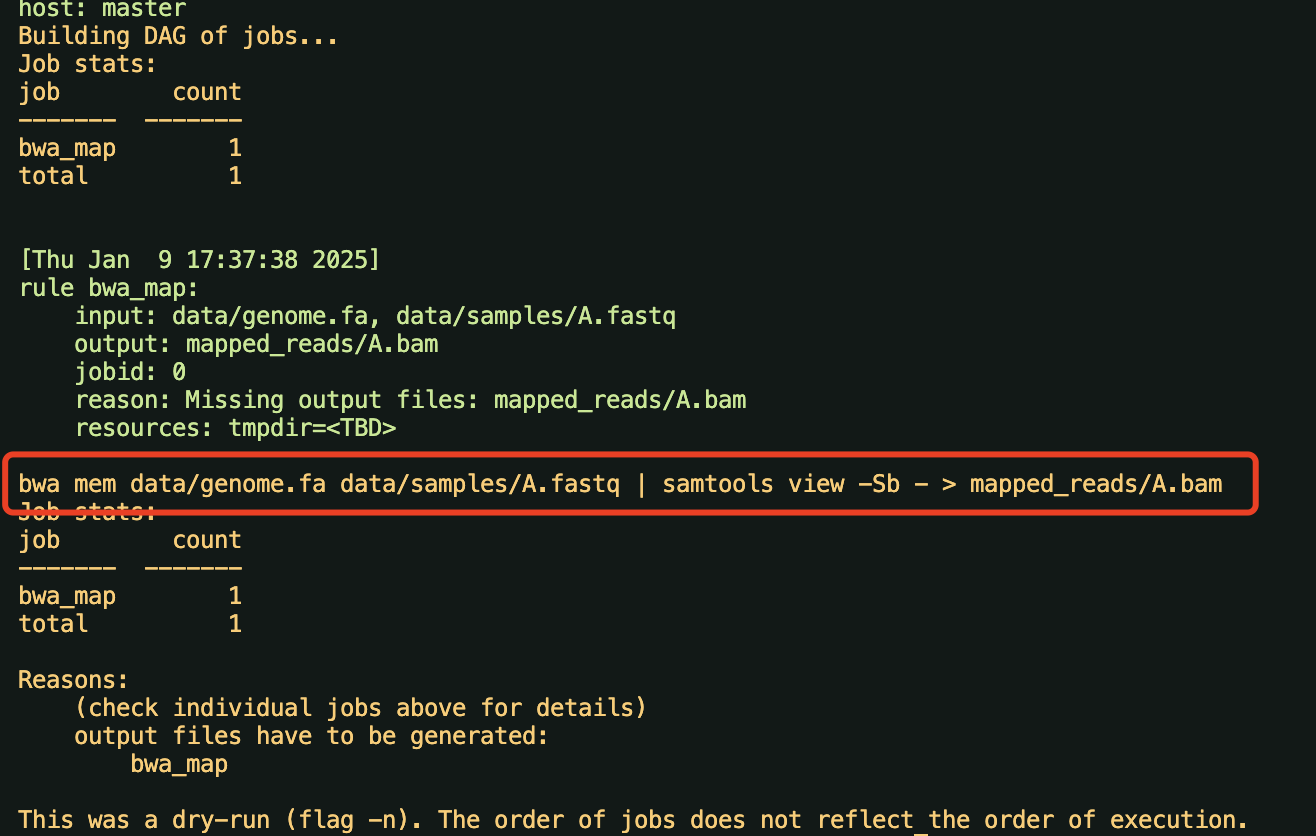 host: master
Building DAG of jobs...
Job stats:
job        count
-------  -------
bwa_map        1
total          1
[Thu Jan  9 17:37:38 2025]
rule bwa_map:
    input: data/genome.fa, data/samples/A.fastq
    output: mapped_reads/A.bam
    jobid: 0
    reason: Missing output files: mapped_reads/A.bam
    resources: tmpdir=<TBD>
bwa mem data/genome.fa data/samples/A.fastq | samtools view -Sb - > mapped_reads/A.bam
Job stats:
job        count
-------  -------
bwa_map        1
total          1
Reasons:
    (check individual jobs above for details)
    output files have to be generated:
        bwa_map
This was a dry-run (flag -n). The order of jobs does not reflect the order of execution.